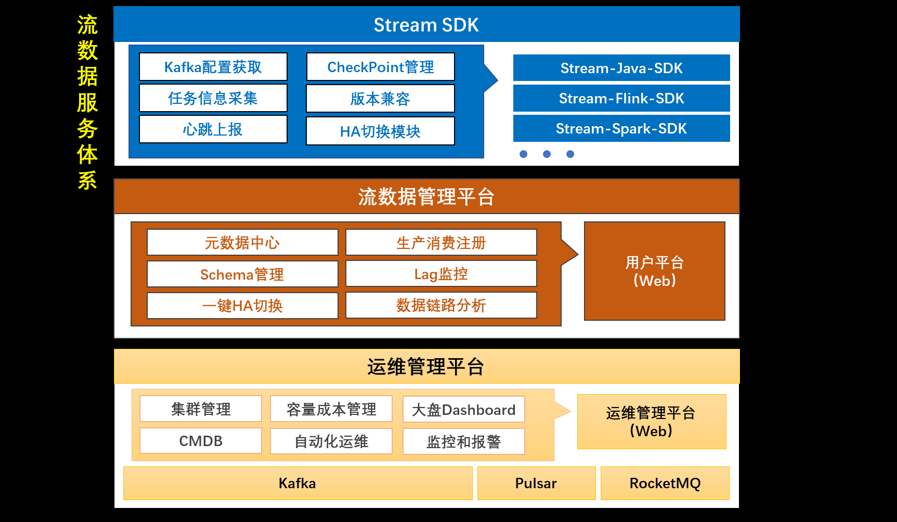 流数据服务体系
Stream SDK
Kafka配置获取
CheckPoint管理
任务信息采集
版本兼容
心跳上报
HA切换模块
Stream-Java-SDK
Stream-Flink-SDK
Stream-Spark-SDK
流数据管理平台
元数据中心
生产消费注册
Schema管理
Lag监控
一键HA切换
数据链路分析
用户平台
（Web）
运维管理平台
集群管理
容量成本管理
大盘Dashboard
CMDB
自动化运维
监控和报警
运维管理平台
（Web）
Kafka
Pulsar
RocketMQ